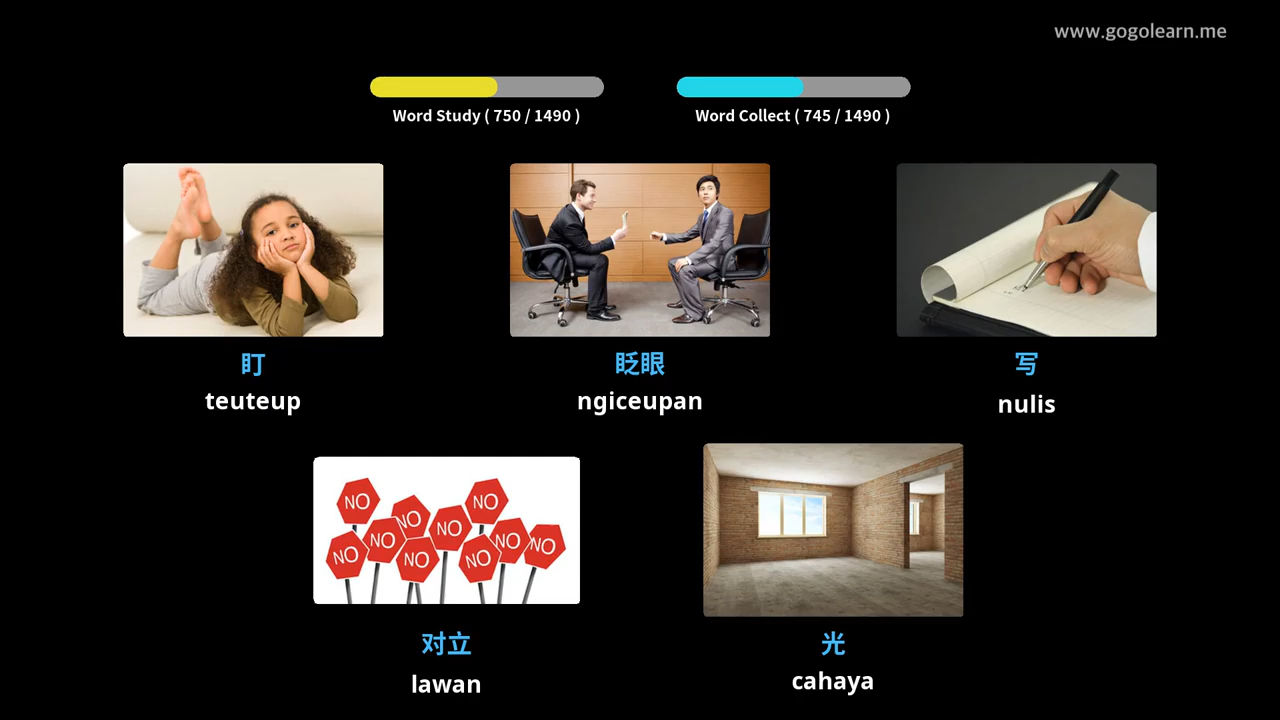 www.gogolearn.me
Word Study ( 750 / 1490 )
Word Collect ( 745 / 1490 )
盯
teuteup
眨眼
ngiceupan
写
nulis
NO
NO
NO
NO
NO
NO
NO
NO
NO
NO
对立
lawan
光
cahaya